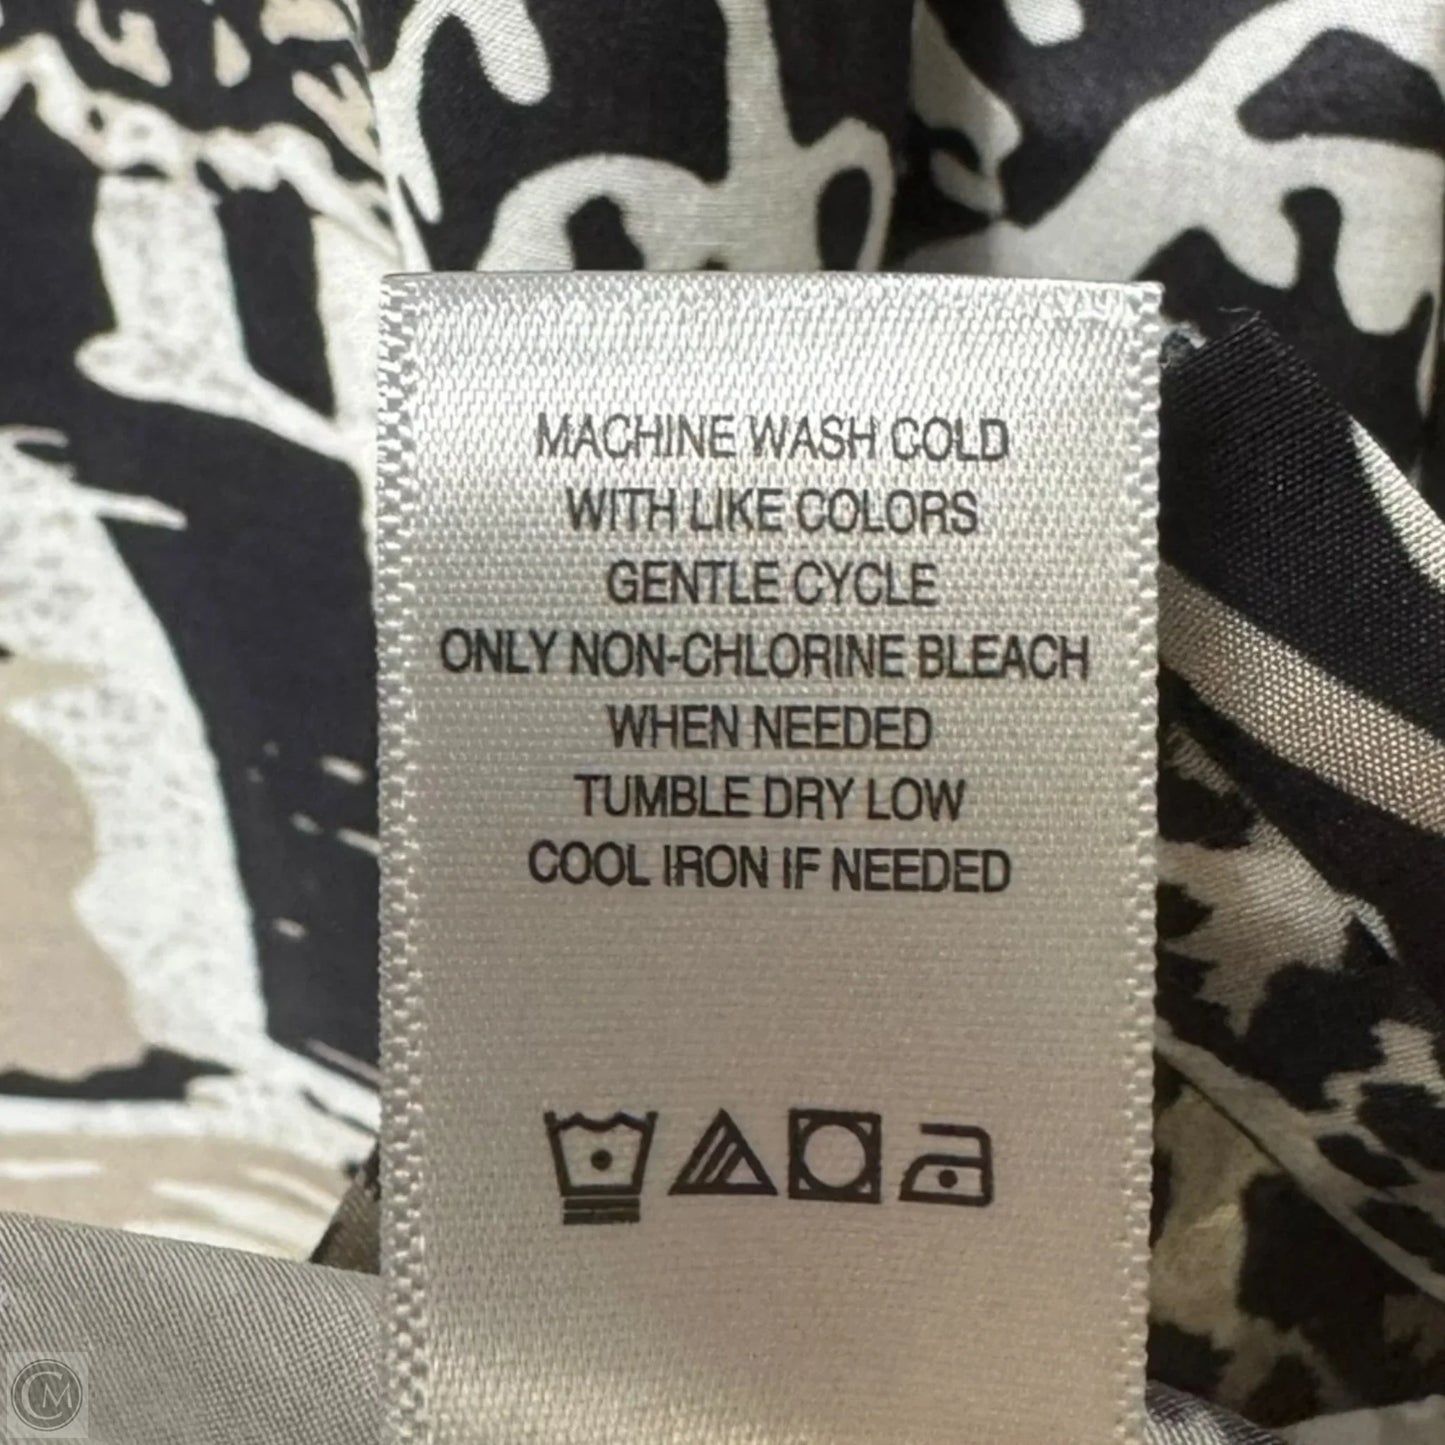 MACHINE WASH COLD
WITH LIKE COLORS
GENTLE CYCLE
ONLY NON-CHLORINE BLEACH
WHEN NEEDED
TUMBLE DRY LOW
COOL IRON IF NEEDED
CM